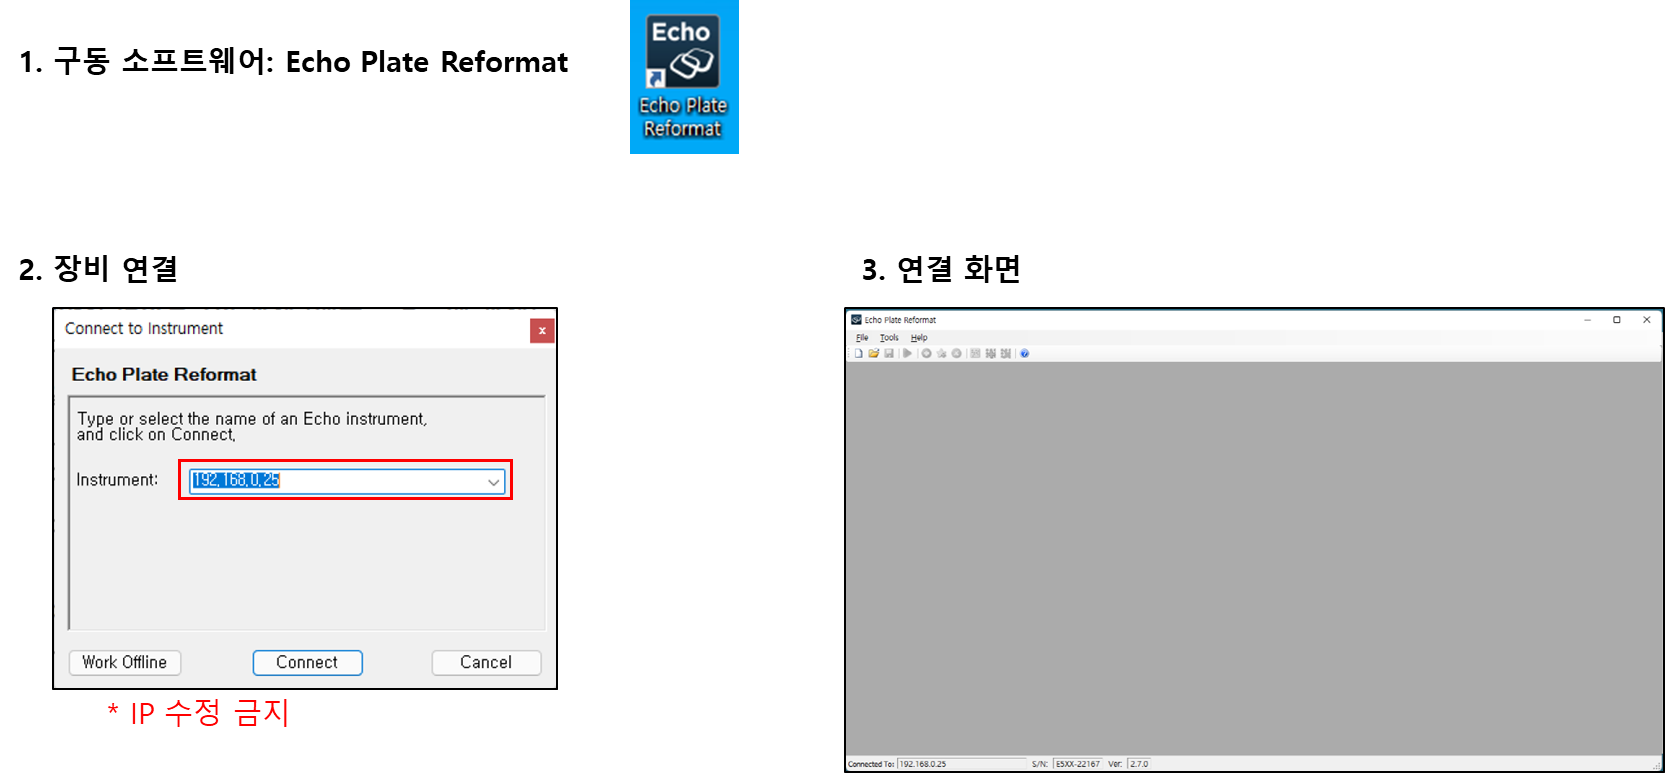 1. 구동 소프트웨어: Echo Plate Reformat
Echo
Echo Plate
Reformat
2. 장비 연결
Connect to Instrument
x
Echo Plate Reformat
Type or select the name of an Echo instrument,
and click on Connect.
Instrument:
192.168.0.25
Work Offline
Connect
Cancel
* IP 수정 금지
3. 연결 화면
Echo Plate Reformat
File Tools Help
Connected To: 192.168.0.25 S/N: E5XX-22167 Ver: 2.7.0